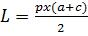 L = px(a+c)/2